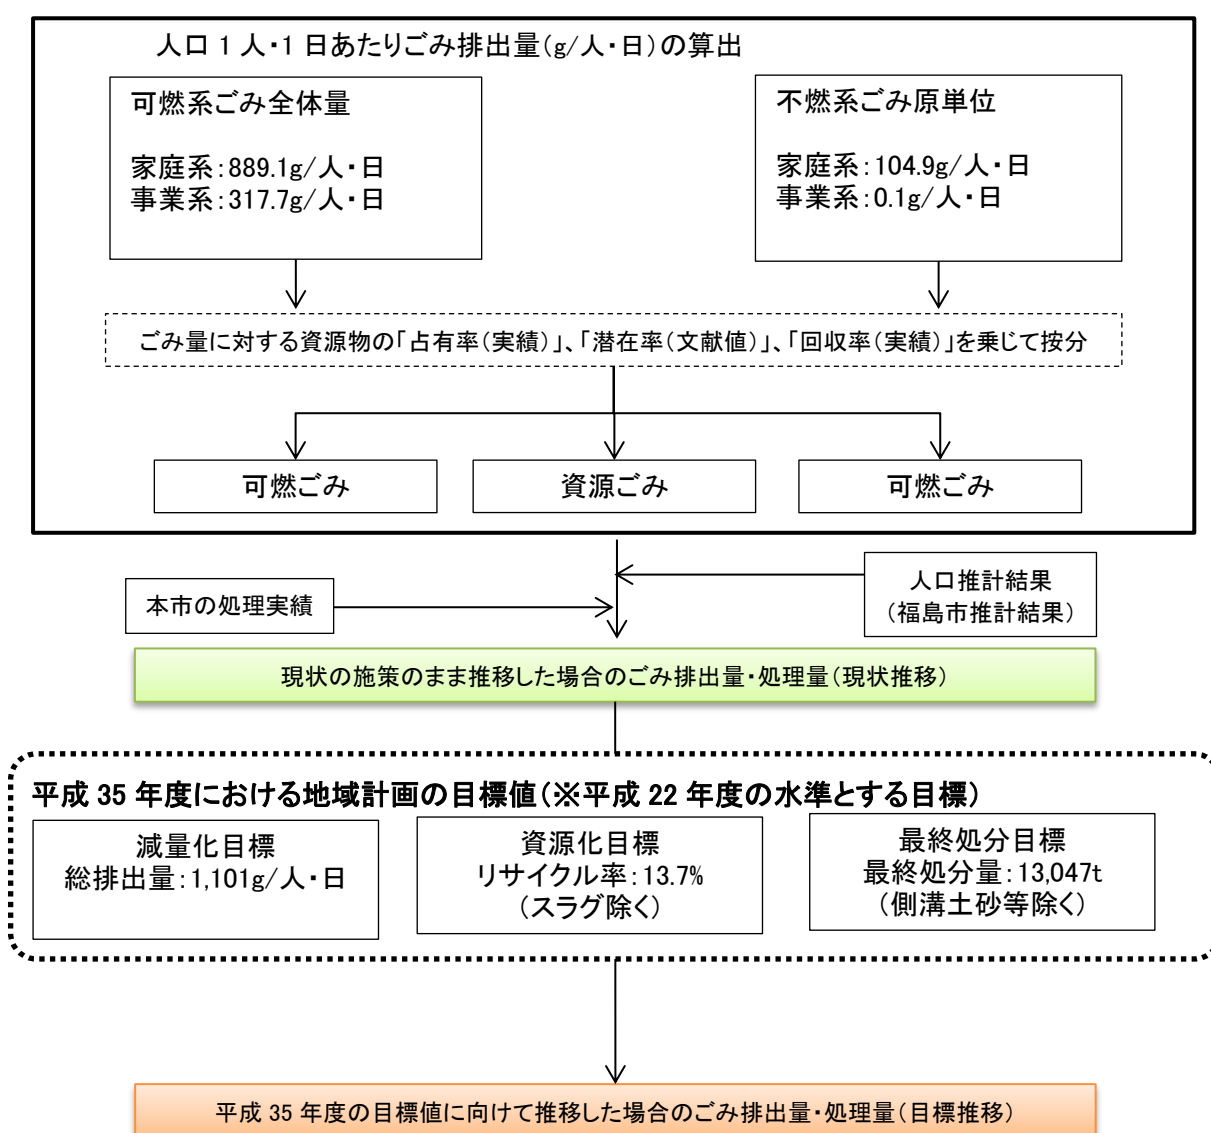 人口 1 人・1 日あたりごみ排出量(g/人・日)の算出
可燃系ごみ全体量
家庭系:889.1g/人・日
事業系:317.7g/人・日
不燃系ごみ原単位
家庭系:104.9g/人・日
事業系:0.1g/人・日
ごみ量に対する資源物の「占有率(実績)」、「潜在率(文献値)」、「回収率(実績)」を乗じて按分
可燃ごみ
資源ごみ
可燃ごみ
人口推計結果
(福島市推計結果)
本市の処理実績
現状の施策のまま推移した場合のごみ排出量・処理量(現状推移)
平成 35 年度における地域計画の目標値(※平成 22 年度の水準とする目標)
減量化目標
総排出量:1,101g/人・日
資源化目標
リサイクル率:13.7%
(スラグ除く)
最終処分目標
最終処分量:13,047t
(側溝土砂等除く)
平成 35 年度の目標値に向けて推移した場合のごみ排出量・処理量(目標推移)